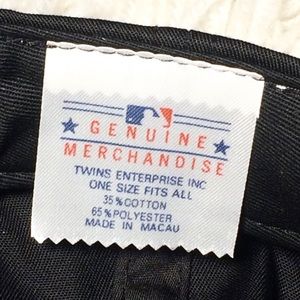 GENUINE
MERCHANDISE
TWINS ENTERPRISE INC
ONE SIZE FITS ALL
35% COTTON
65% POLYESTER
MADE IN MACAU